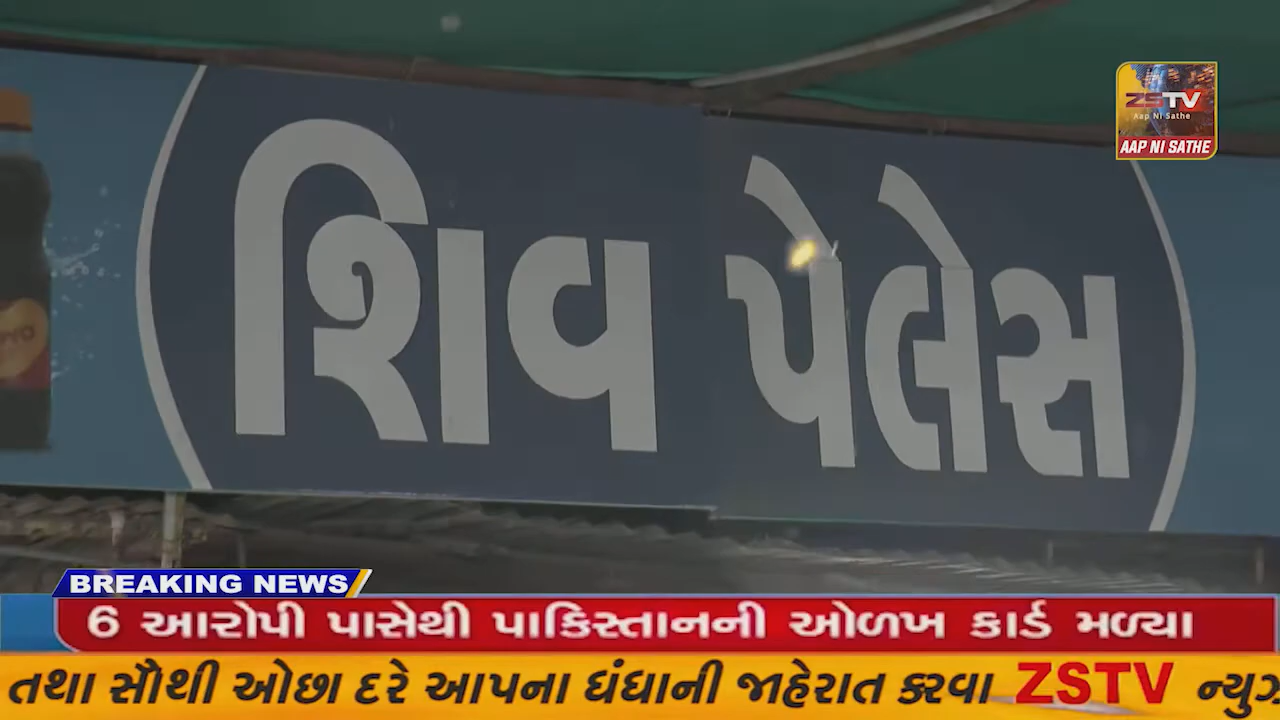 શિવ પેલેસ
ZSTV
Aap Ni Sathe
AAP NI SATHE
BREAKING NEWS
6 આરોપી પાસેથી પાકિસ્તાનની ઓળખ કાર્ડ મળ્યા
તથા સૌથી ઓછા દરે આપના ધંધાની જાહેરાત કરવા ZSTV